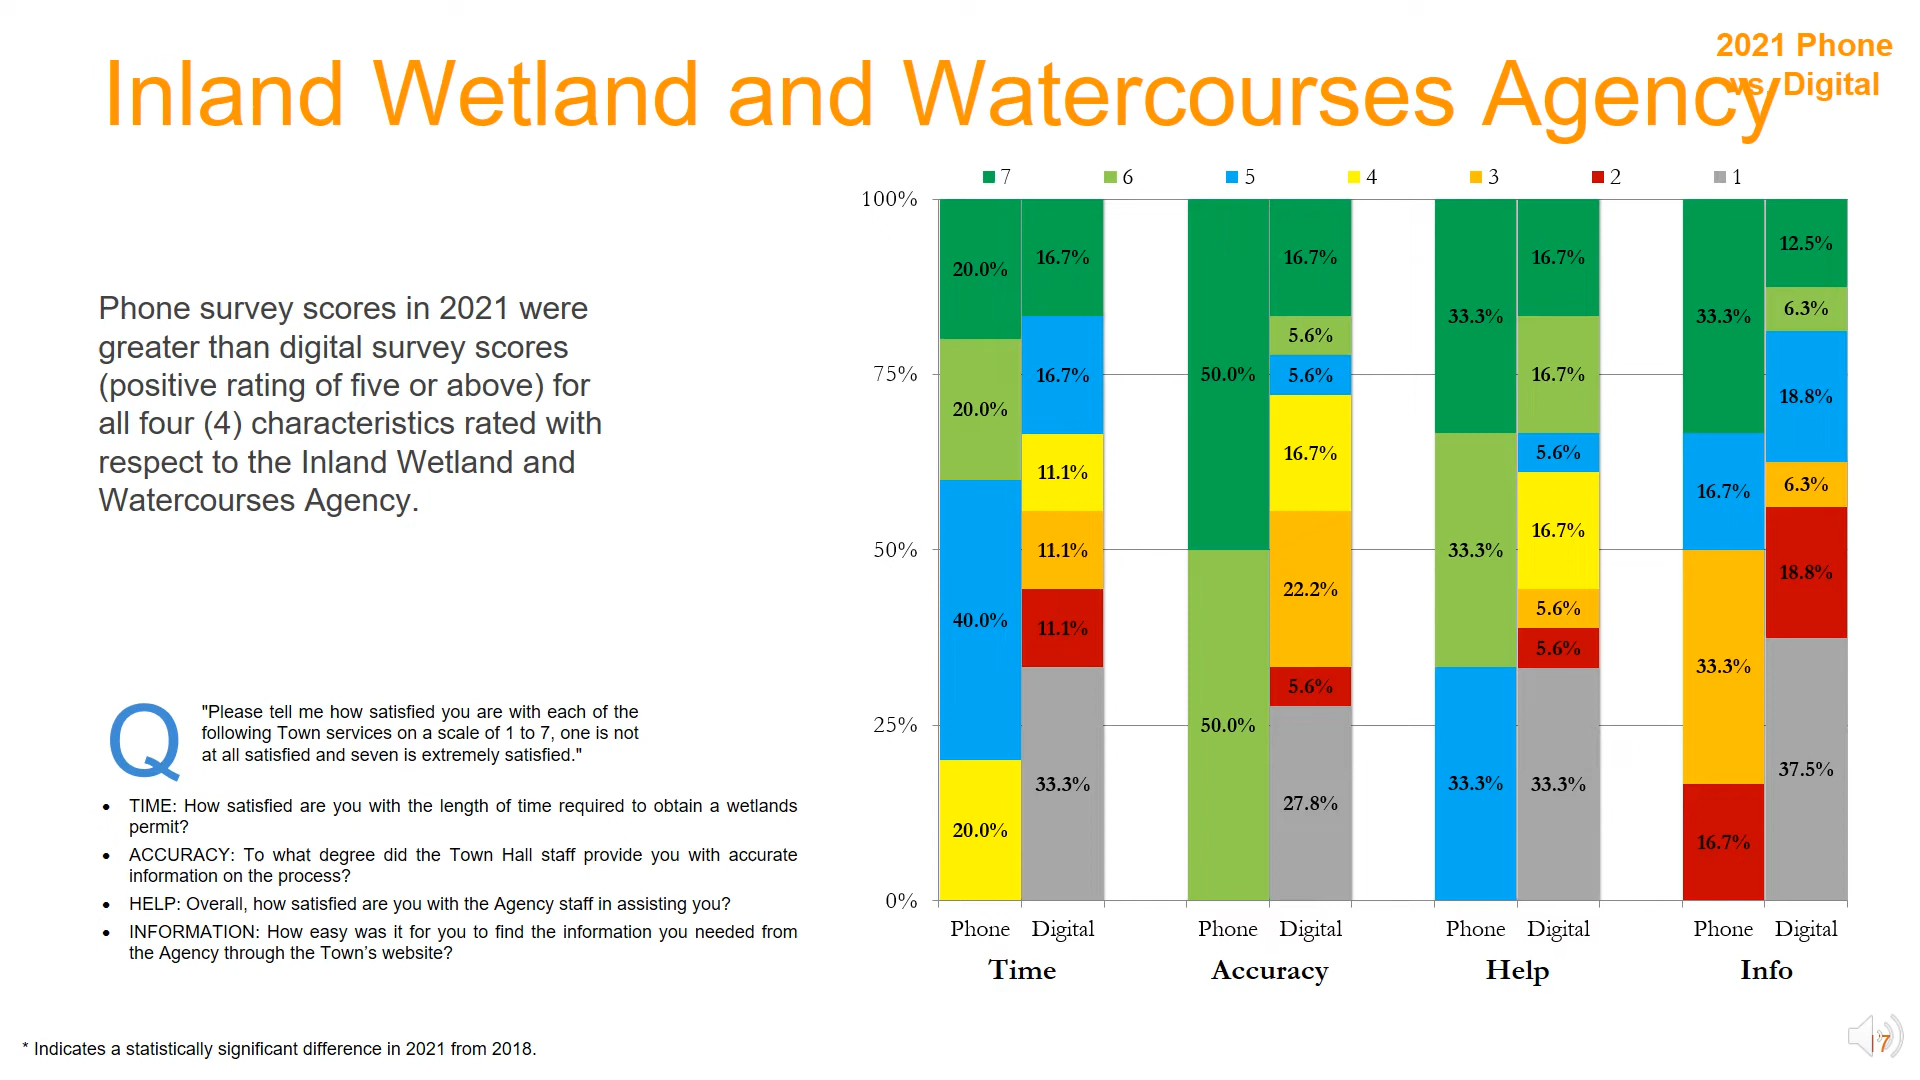 Inland Wetland and Watercourses Agency
2021 Phone
vs. Digital
Phone survey scores in 2021 were
greater than digital survey scores
(positive rating of five or above) for
all four (4) characteristics rated with
respect to the Inland Wetland and
Watercourses Agency.
Q
"Please tell me how satisfied you are with each of the
following Town services on a scale of 1 to 7, one is not
at all satisfied and seven is extremely satisfied."
• TIME: How satisfied are you with the length of time required to obtain a wetlands
permit?
• ACCURACY: To what degree did the Town Hall staff provide you with accurate
information on the process?
• HELP: Overall, how satisfied are you with the Agency staff in assisting you?
• INFORMATION: How easy was it for you to find the information you needed from
the Agency through the Town's website?
7 6 5 4 3 2 1
100%
75%
50%
25%
0%
20.0%
20.0%
40.0%
20.0%
16.7%
16.7%
11.1%
11.1%
11.1%
33.3%
50.0%
50.0%
16.7%
5.6%
5.6%
16.7%
22.2%
5.6%
27.8%
33.3%
33.3%
33.3%
16.7%
16.7%
5.6%
16.7%
5.6%
5.6%
33.3%
33.3%
16.7%
33.3%
16.7%
12.5%
6.3%
18.8%
6.3%
18.8%
37.5%
Phone Digital Phone Digital Phone Digital Phone Digital
Time Accuracy Help Info
* Indicates a statistically significant difference in 2021 from 2018.